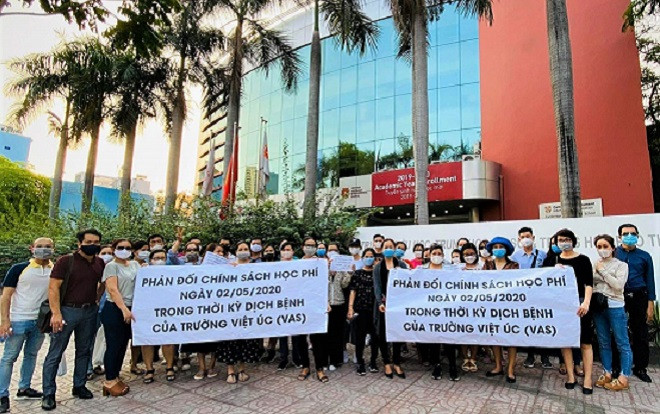 2019-
Academic Year Enrollment
PHẢN ĐỐI CHÍNH SÁCH HỌC PHÍ
NGÀY 02/05/2020
TRONG THỜI KỲ DỊCH BỆNH
CỦA TRƯỜNG VIỆT ÚC (VAS)
PHẢN ĐỐI CHÍNH SÁCH HỌC PHÍ
NGÀY 02/05/2020
TRONG THỜI KỲ DỊCH BỆNH
CỦA TRƯỜNG VIỆT ÚC (VAS)